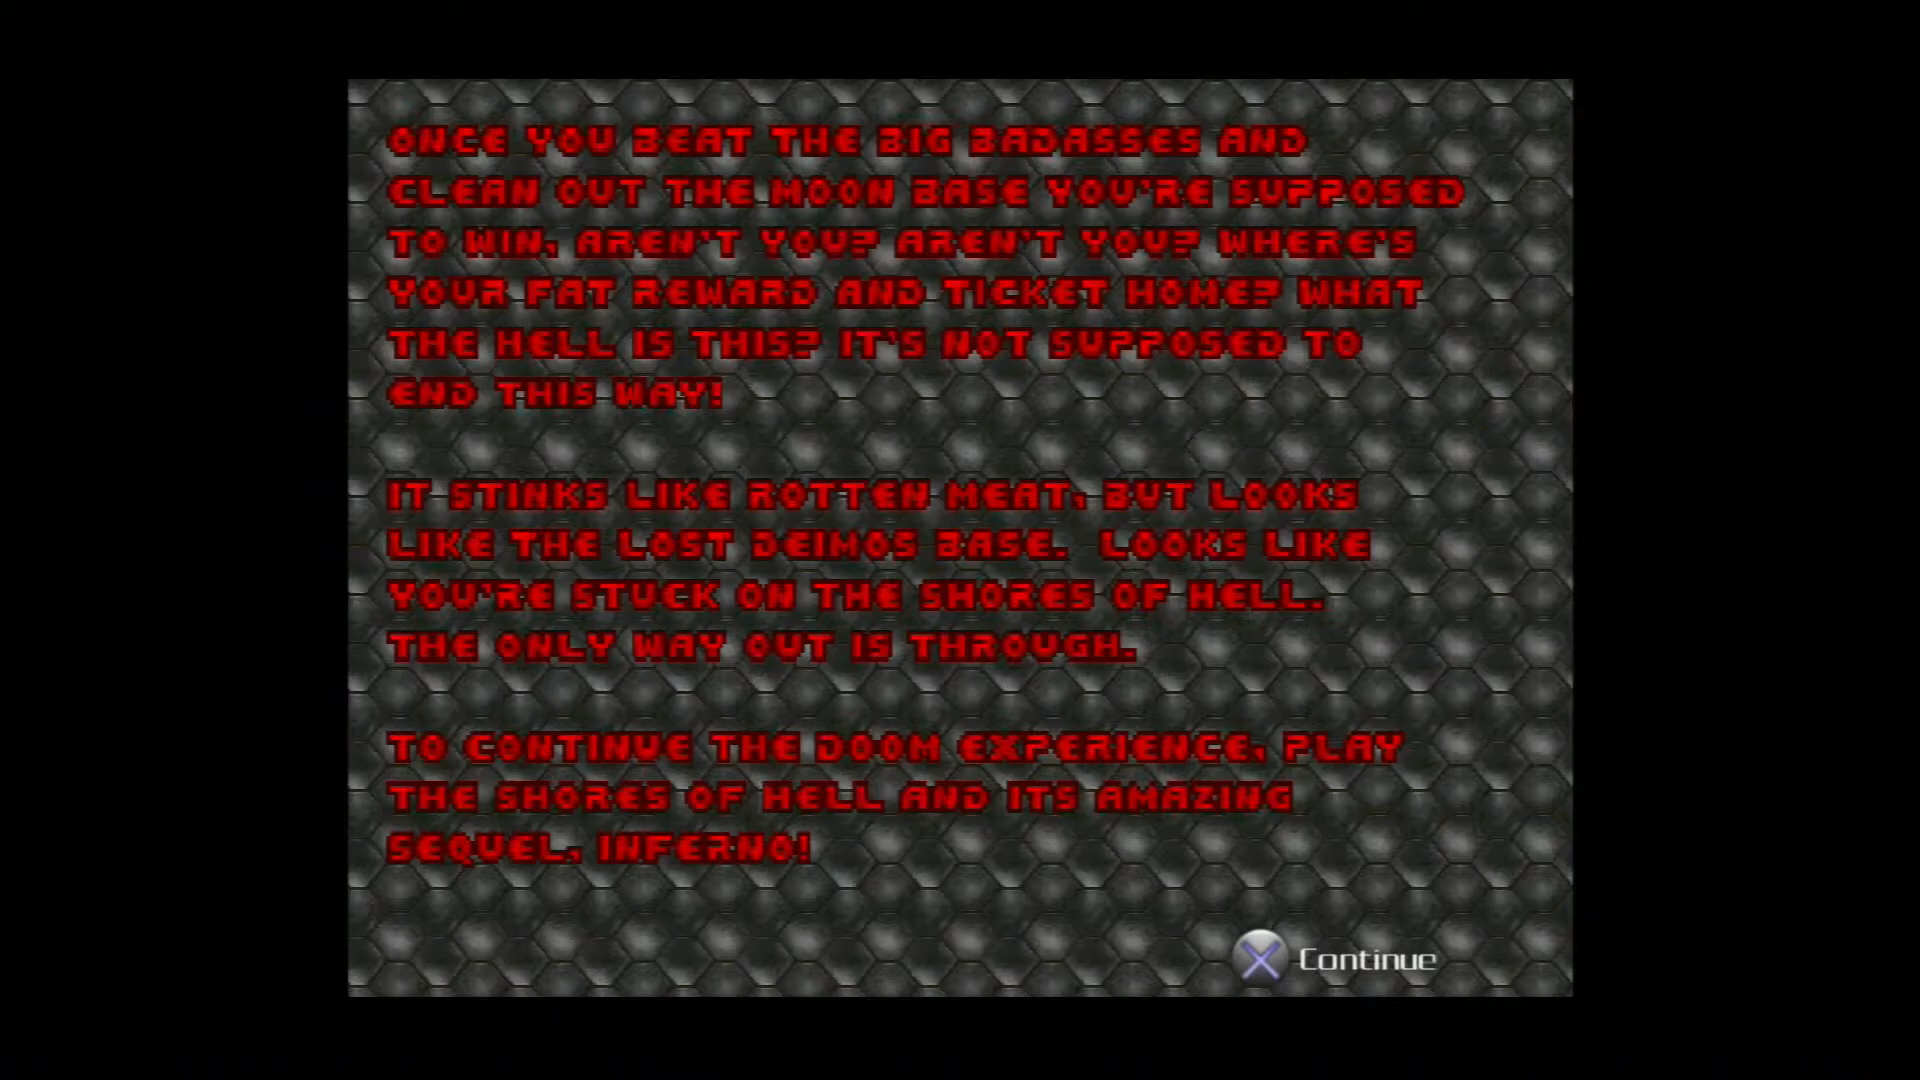 ONCE YOU BEAT THE BIG BADASSES AND
CLEAN OUT THE MOON BASE YOU'RE SUPPOSED
TO WIN, AREN'T YOU? AREN'T YOU? WHERE'S
YOUR FAT REWARD AND TICKET HOME? WHAT
THE HELL IS THIS? IT'S NOT SUPPOSED TO
END THIS WAY!
IT STINKS LIKE ROTTEN MEAT, BUT LOOKS
LIKE THE LOST DEIMOS BASE.  LOOKS LIKE
YOU'RE STUCK ON THE SHORES OF HELL.
THE ONLY WAY OUT IS THROUGH.
TO CONTINUE THE DOOM EXPERIENCE, PLAY
THE SHORES OF HELL AND ITS AMAZING
SEQUEL, INFERNO!
Continue